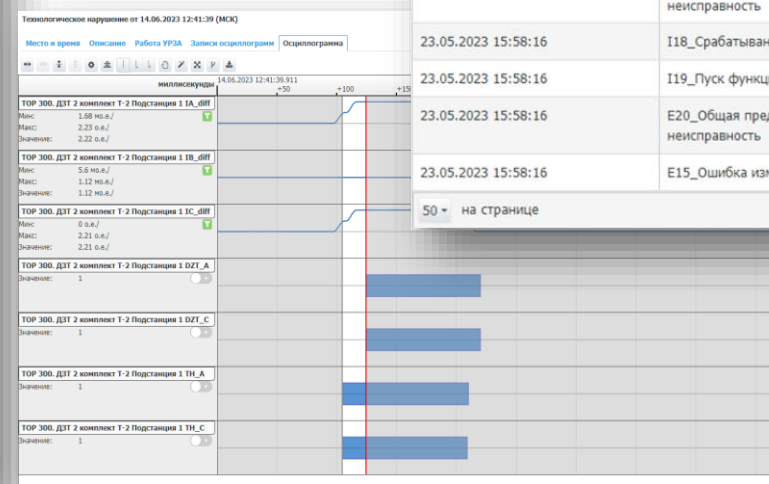 Технологическое нарушение от 14.06.2023 12:41:39 (МСК)
Место и время Описание Работа УРЗА Записи осциллограмм Осциллограмма
миллисекунды
14.06.2023 12:41:39.911
+50 +100
ТОР 300. ДЗТ 2 комплект Т-2 Подстанция 1 IA_diff
Мин: 1.68 мо.е./
Макс: 2.23 о.е./
Значение: 2.22 о.е./
ТОР 300. ДЗТ 2 комплект Т-2 Подстанция 1 IB_diff
Мин: 5.6 мо.е./
Макс: 1.12 мо.е./
Значение: 1.12 мо.е./
ТОР 300. ДЗТ 2 комплект Т-2 Подстанция 1 IC_diff
Мин: 0 о.е./
Макс: 2.21 о.е./
Значение: 2.21 о.е./
ТОР 300. ДЗТ 2 комплект Т-2 Подстанция 1 DZT_A
Значение: 1
ТОР 300. ДЗТ 2 комплект Т-2 Подстанция 1 DZT_C
Значение: 1
ТОР 300. ДЗТ 2 комплект Т-2 Подстанция 1 TH_A
Значение: 1
ТОР 300. ДЗТ 2 комплект Т-2 Подстанция 1 TH_C
Значение: 1
неисправность
23.05.2023 15:58:16 I18_Срабатыван
23.05.2023 15:58:16 I19_Пуск функц
23.05.2023 15:58:16 E20_Общая пред
неисправность
23.05.2023 15:58:16 E15_Ошибка изм
50 на странице